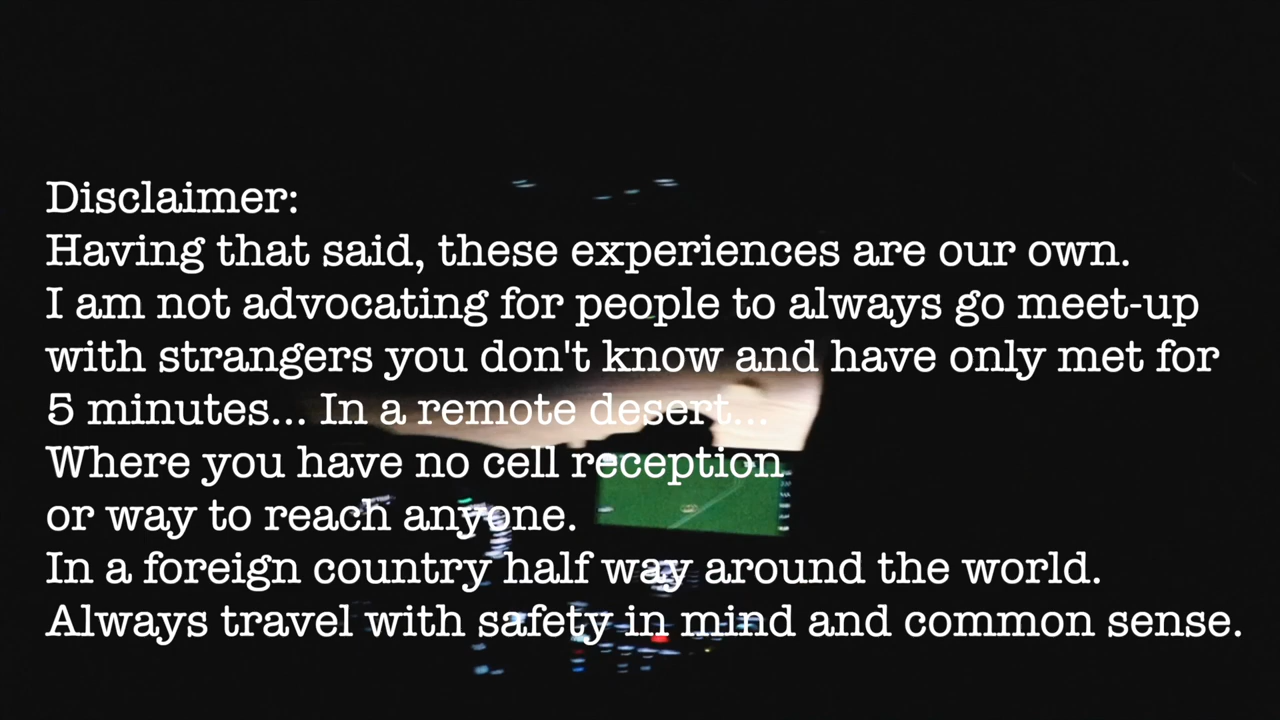 Disclaimer:
Having that said, these experiences are our own.
I am not advocating for people to always go meet-up
with strangers you don't know and have only met for
5 minutes... In a remote desert...
Where you have no cell reception
or way to reach anyone.
In a foreign country half way around the world.
Always travel with safety in mind and common sense.